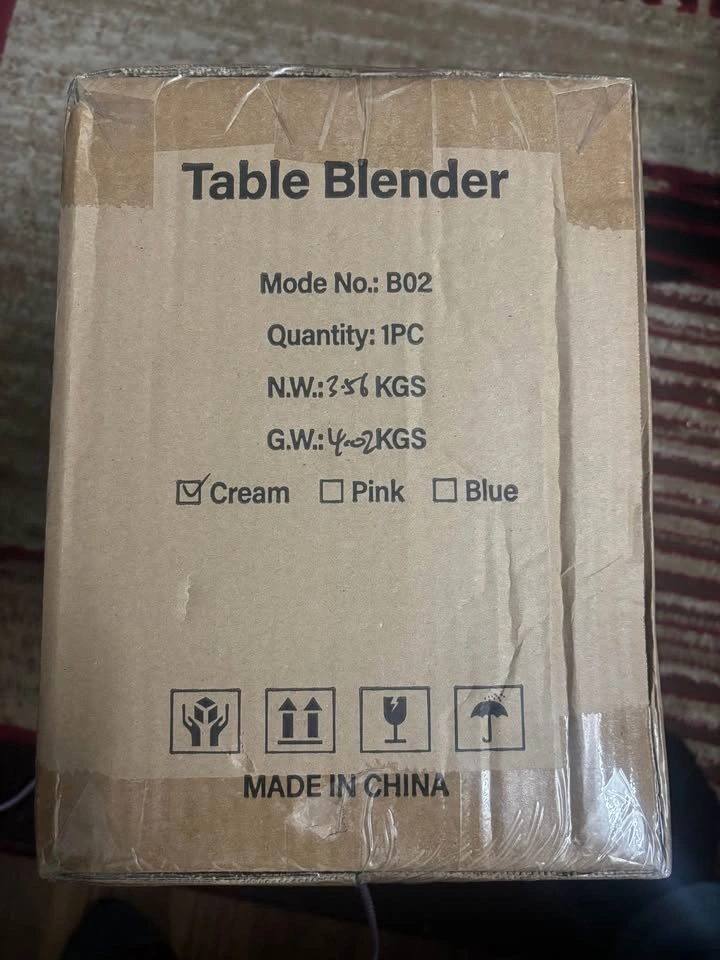 Table Blender
Mode No.: B02
Quantity: 1PC
N.W.: 3.56 KGS
G.W.: 4.02 KGS
☑ Cream ☐ Pink ☐ Blue
MADE IN CHINA